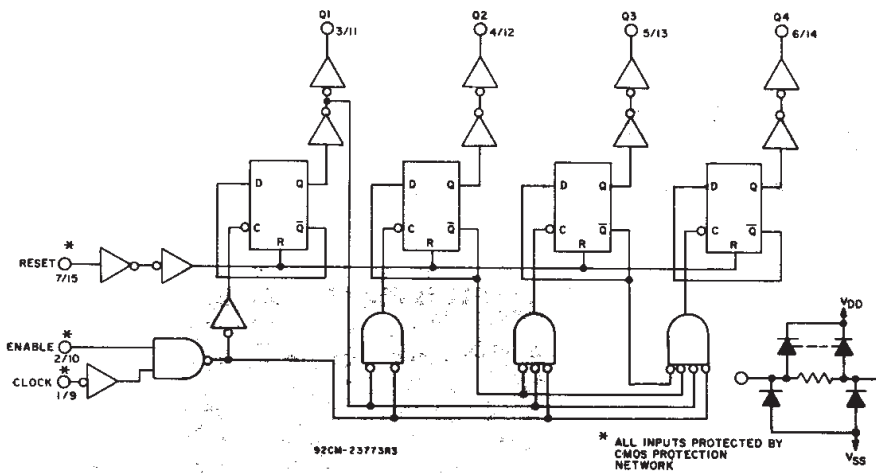 Q1 Q2 Q3 Q4
3/11 4/12 5/13 6/14
D Q D Q D Q D Q
C Q̅ C Q̅ C Q̅ C Q̅
R R R R
*
RESET
7/15
*
ENABLE
2/10
*
CLOCK
1/9
VDD
VSS
92CM-23773R3
* ALL INPUTS PROTECTED BY
CMOS PROTECTION
NETWORK